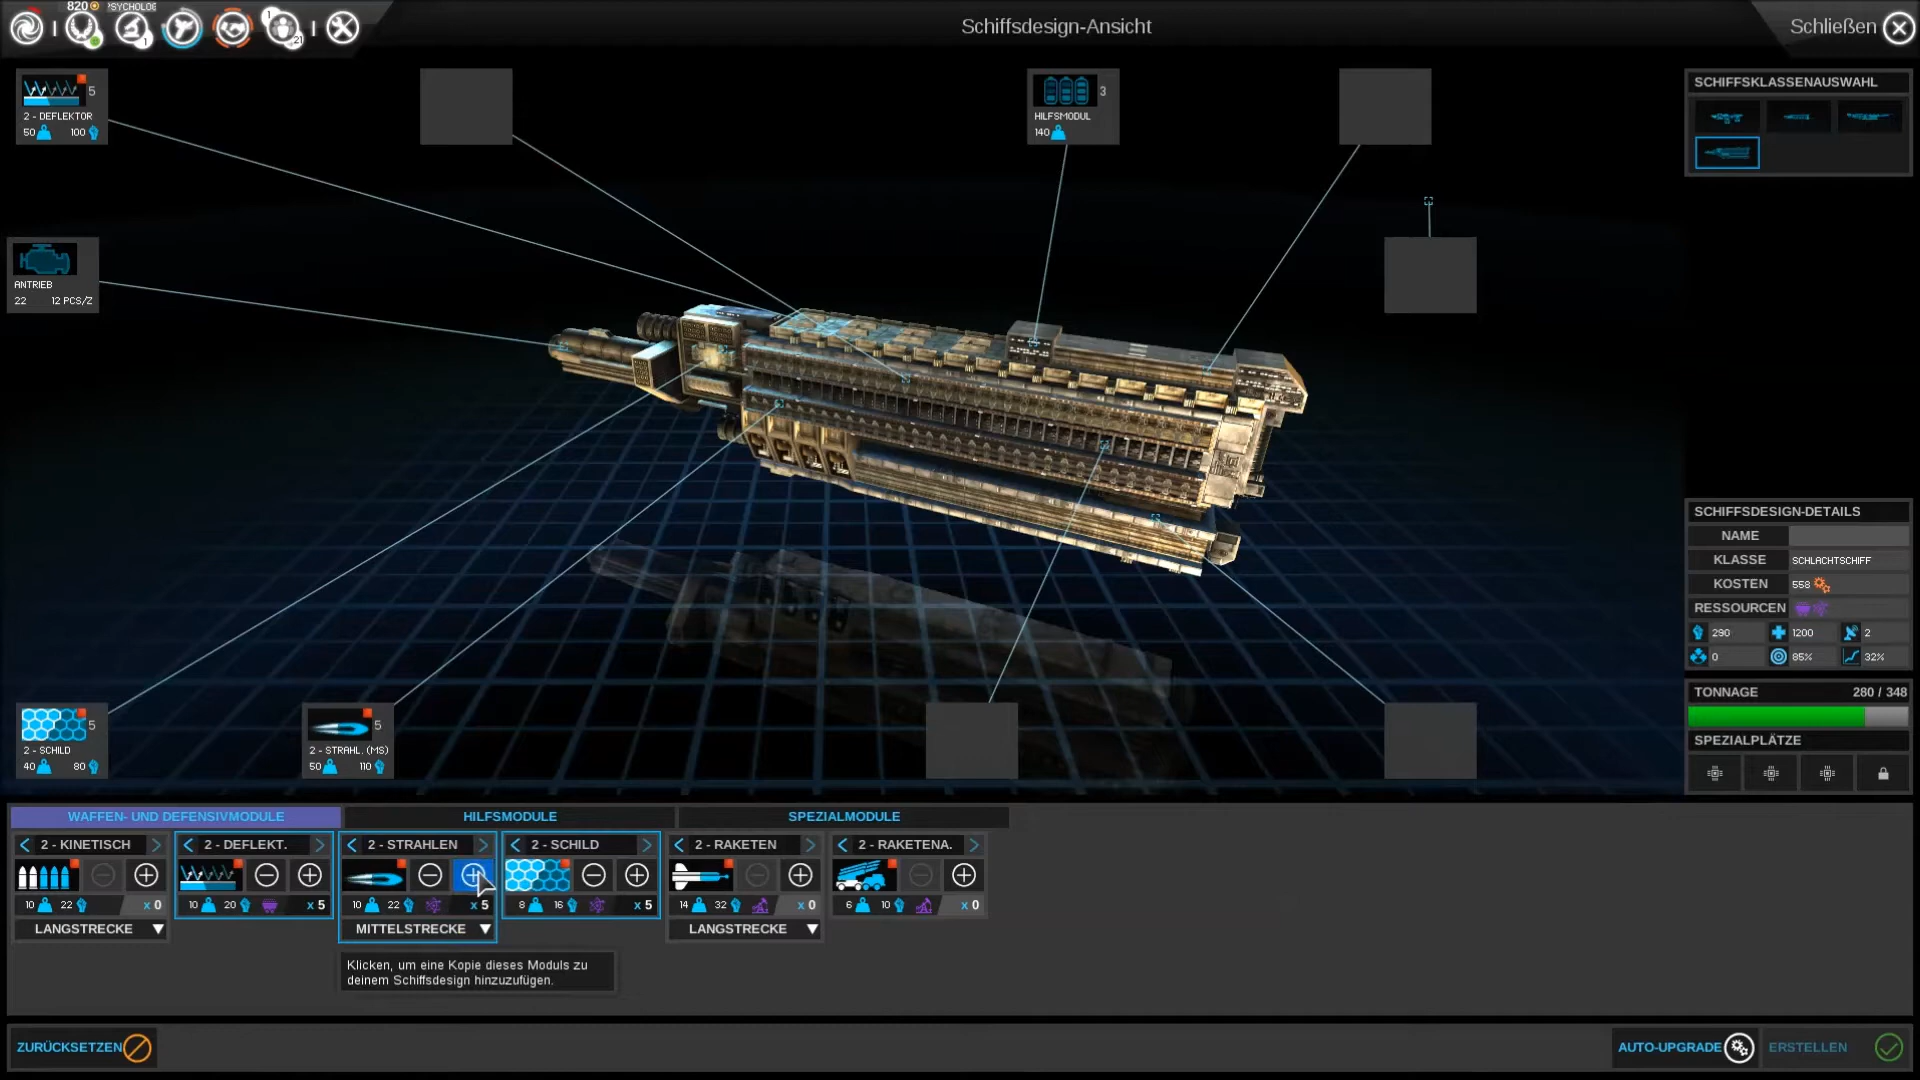 820
PSYCHOLOG
1
1
21
Schiffsdesign-Ansicht
Schließen
5
2 - DEFLEKTOR
50 100
3
HILFSMODUL
140
ANTRIEB
22 12 PCS/Z
SCHIFFSKLASSENAUSWAHL
SCHIFFSDESIGN-DETAILS
NAME
KLASSE SCHLACHTSCHIFF
KOSTEN 558
RESSOURCEN
290 1200 2
0 85% 32%
TONNAGE 280 / 348
SPEZIALPLÄTZE
5
2 - SCHILD
40 80
5
2 - STRAHL. (MS)
50 110
WAFFEN- UND DEFENSIVMODULE
HILFSMODULE
SPEZIALMODULE
2 - KINETISCH
10 22 x 0
LANGSTRECKE
2 - DEFLEKT.
10 20 x 5
2 - STRAHLEN
10 22 x 5
MITTELSTRECKE
2 - SCHILD
8 16 x 5
2 - RAKETEN
14 32 x 0
LANGSTRECKE
2 - RAKETENA.
6 10 x 0
Klicken, um eine Kopie dieses Moduls zu
deinem Schiffsdesign hinzuzufügen.
ZURÜCKSETZEN
AUTO-UPGRADE
ERSTELLEN